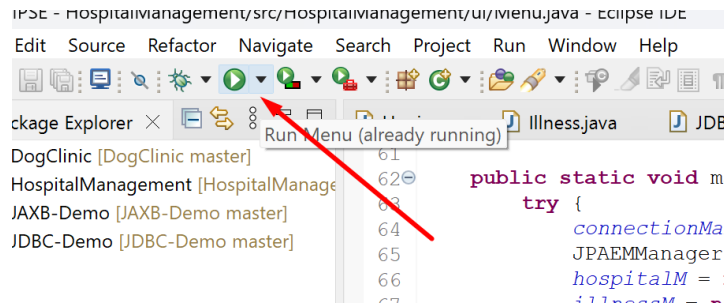 IPSE - HospitalManagement/src/HospitalManagement/ui/Menu.java - Eclipse IDE
Edit Source Refactor Navigate Search Project Run Window Help
ckage Explorer
Illness.java
JDB
Run Menu (already running)
DogClinic [DogClinic master]
HospitalManagement [HospitalManage
JAXB-Demo [JAXB-Demo master]
JDBC-Demo [JDBC-Demo master]
61
62 public static void m
63 try {
64 connectionMa
65 JPAEMManager
66 hospitalM =